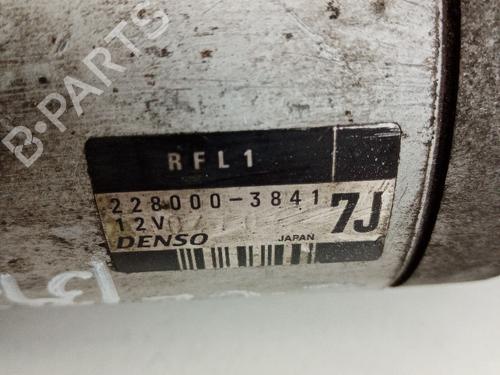 B-PARTS
RFL1
228000-3841
12V
7J
DENSO
JAPAN